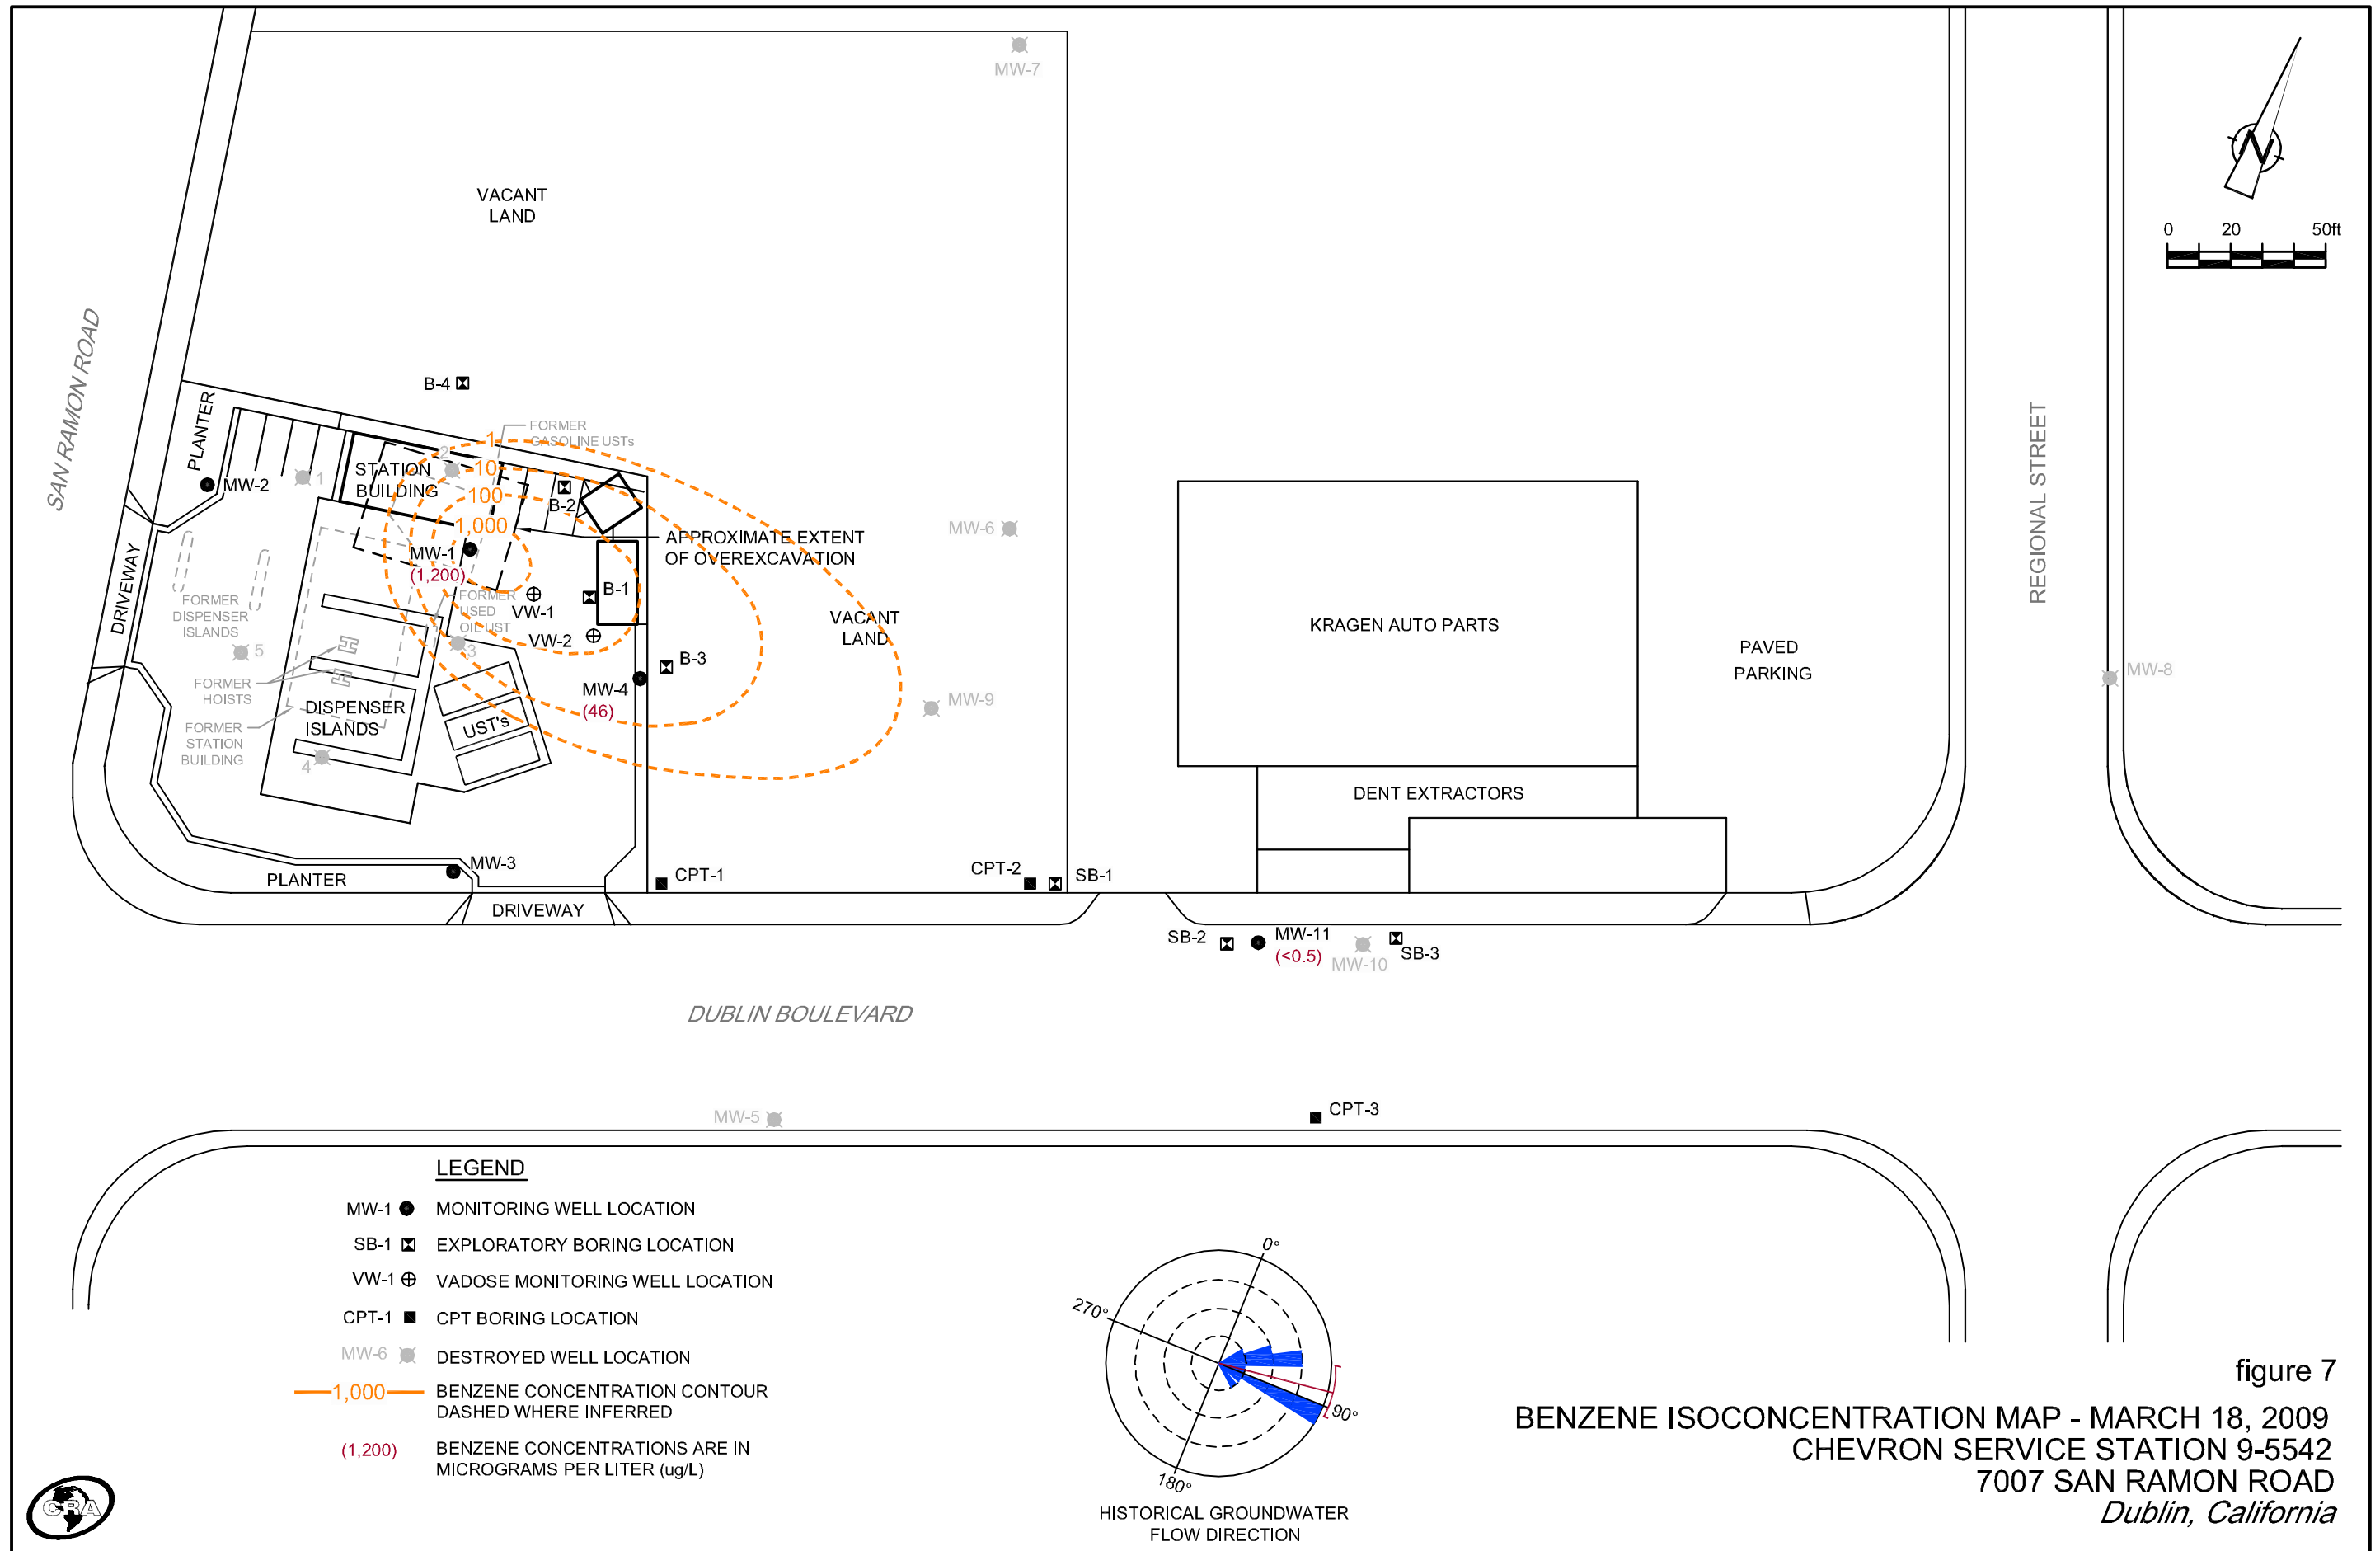 MW-7
N
0 20 50ft
VACANT
LAND
SAN RAMON ROAD
B-4
PLANTER
MW-2
1
STATION
BUILDING
2
FORMER
GASOLINE USTs
1
10
100
1,000
B-2
MW-1
(1,200)
APPROXIMATE EXTENT
OF OVEREXCAVATION
MW-6
REGIONAL STREET
DRIVEWAY
FORMER
DISPENSER
ISLANDS
FORMER
USED
OIL UST
VW-1
B-1
VW-2
3
5
VACANT
LAND
KRAGEN AUTO PARTS
PAVED
PARKING
MW-8
B-3
MW-4
(46)
MW-9
FORMER
HOISTS
DISPENSER
ISLANDS
UST's
FORMER
STATION
BUILDING
4
DENT EXTRACTORS
MW-3
PLANTER
CPT-1
CPT-2
SB-1
DRIVEWAY
SB-2
MW-11
(<0.5)
MW-10
SB-3
DUBLIN BOULEVARD
MW-5
CPT-3
LEGEND
MW-1 MONITORING WELL LOCATION
SB-1 EXPLORATORY BORING LOCATION
VW-1 VADOSE MONITORING WELL LOCATION
CPT-1 CPT BORING LOCATION
MW-6 DESTROYED WELL LOCATION
1,000 BENZENE CONCENTRATION CONTOUR
DASHED WHERE INFERRED
(1,200) BENZENE CONCENTRATIONS ARE IN
MICROGRAMS PER LITER (ug/L)
CRA
0°
270°
90°
180°
HISTORICAL GROUNDWATER
FLOW DIRECTION
figure 7
BENZENE ISOCONCENTRATION MAP - MARCH 18, 2009
CHEVRON SERVICE STATION 9-5542
7007 SAN RAMON ROAD
Dublin, California